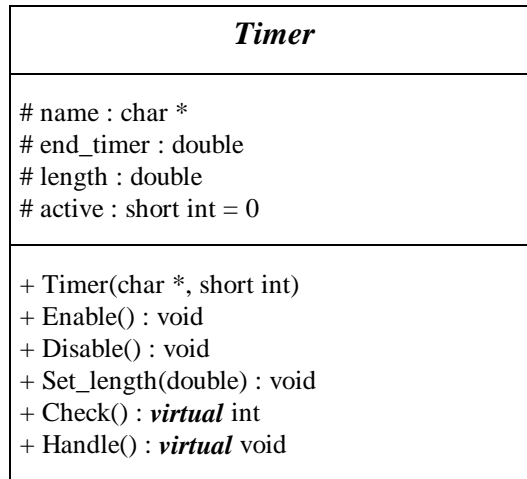 Timer
# name : char *
# end_timer : double
# length : double
# active : short int = 0
+ Timer(char *, short int)
+ Enable() : void
+ Disable() : void
+ Set_length(double) : void
+ Check() : virtual int
+ Handle() : virtual void